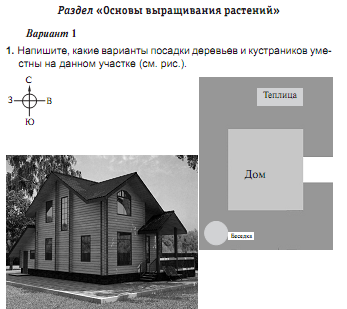 Раздел «Основы выращивания растений»
Вариант 1
1. Напишите, какие варианты посадки деревьев и кустраников уме-
стны на данном участке (см. рис.).
С
З В
Ю
Теплица
Дом
Беседка